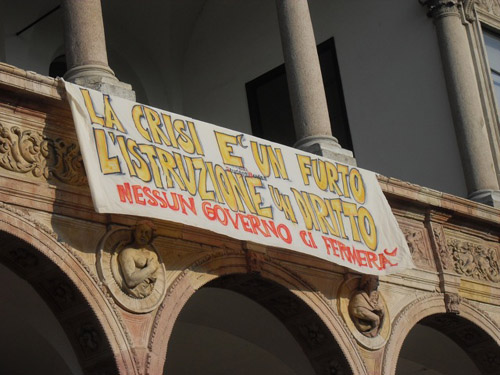 LA CRISI E' UN FURTO
L'ISTRUZIONE UN DIRITTO
NESSUN GOVERNO CI FERMERA'